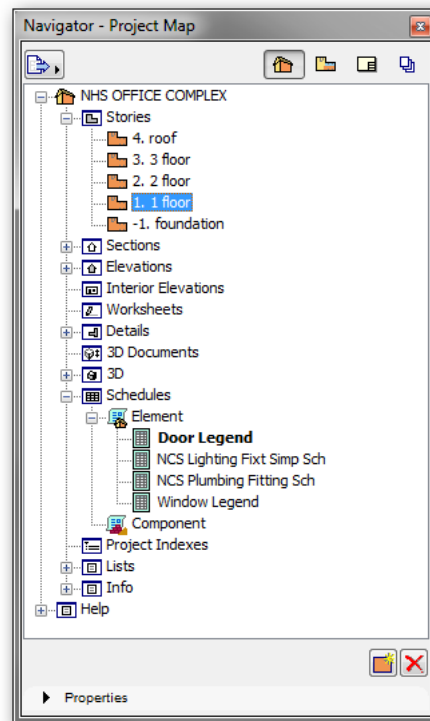 Navigator - Project Map
NHS OFFICE COMPLEX
Stories
4. roof
3. 3 floor
2. 2 floor
1. 1 floor
-1. foundation
Sections
Elevations
Interior Elevations
Worksheets
Details
3D Documents
3D
Schedules
Element
Door Legend
NCS Lighting Fixt Simp Sch
NCS Plumbing Fitting Sch
Window Legend
Component
Project Indexes
Lists
Info
Help
Properties